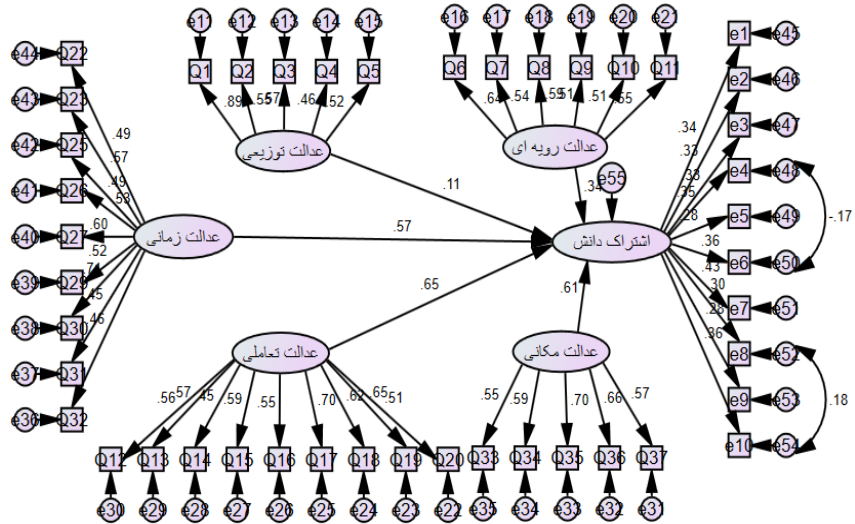 e11 e12 e13 e14 e15
e16 e17 e18 e19 e20 e21
Q1 Q2 Q3 Q4 Q5
Q6 Q7 Q8 Q9 Q10 Q11
.89 .55 .57 .46 .52
.64 .54 .59 .51 .51 .55
عدالت توزیعی
عدالت رویه ای
e44 Q22
e43 Q23
e42 Q25
e41 Q26
e40 Q27
e39 Q29
e38 Q30
e37 Q31
e36 Q32
.49
.57
.49
.53
.60
.52
.71
.45
.46
عدالت زمانی
.11
.34
.57
.65
.61
e55
اشتراک دانش
e1 e45
e2 e46
e3 e47
e4 e48
e5 e49
e6 e50
e7 e51
e8 e52
e9 e53
e10 e54
.34
.33
.38
.35
.28
.36
.43
.30
.28
.36
-.17
.18
عدالت تعاملی
عدالت مکانی
.56 .57 .45 .59 .55 .70 .62 .65 .51
.55 .59 .70 .66 .57
Q12 Q13 Q14 Q15 Q16 Q17 Q18 Q19 Q20
Q33 Q34 Q35 Q36 Q37
e30 e29 e28 e27 e26 e25 e24 e23 e22
e35 e34 e33 e32 e31